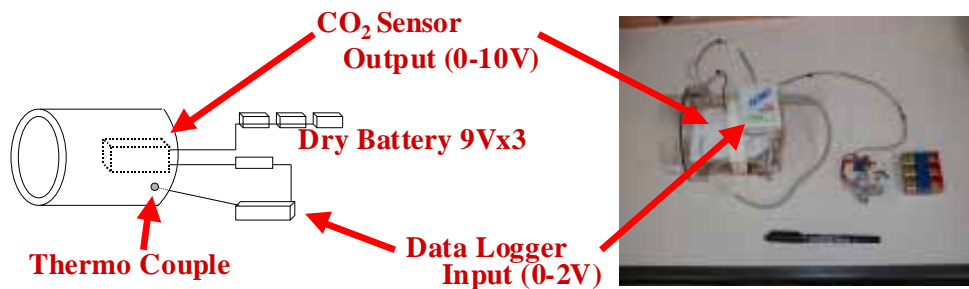 CO₂ Sensor
Output (0-10V)
Dry Battery 9Vx3
Data Logger
Input (0-2V)
Thermo Couple